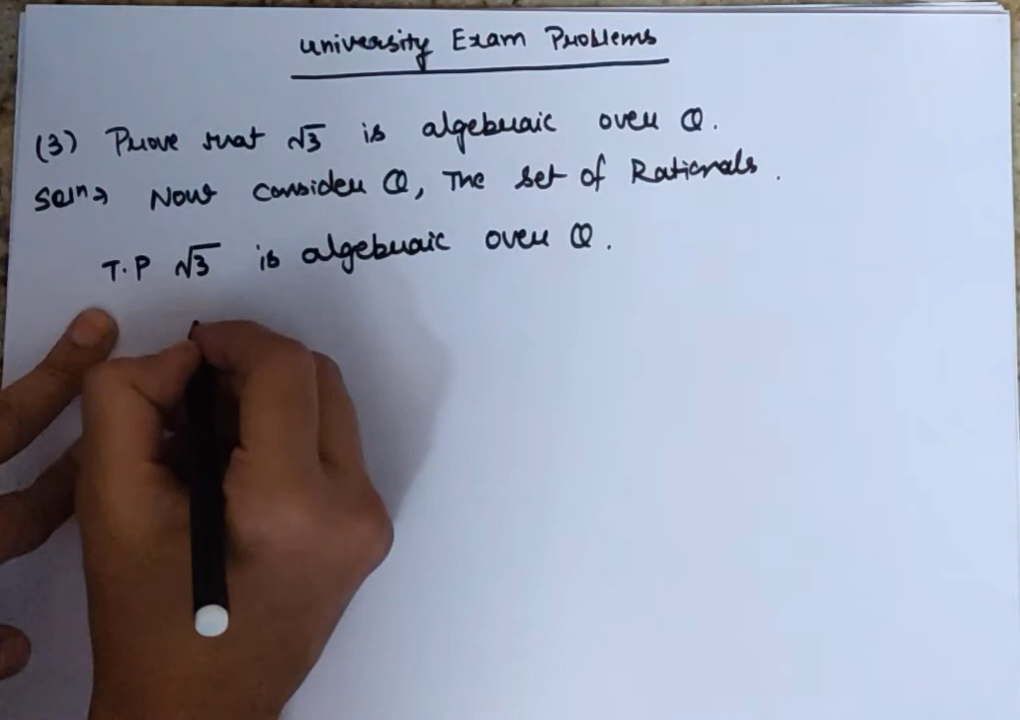 University Exam Problems
(3) Prove that √3 is algebraic over ℚ.
Soln⇒ Now consider ℚ, The set of Rationals.
T.P √3 is algebraic over ℚ.